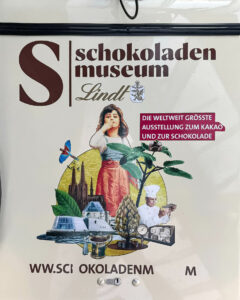 S
schokoladen
museum
Lindt
DIE WELTWEIT GRÖSSTE
AUSSTELLUNG ZUM KAKAO
UND ZUR SCHOKOLADE
WW.SCI OKOLADENM M